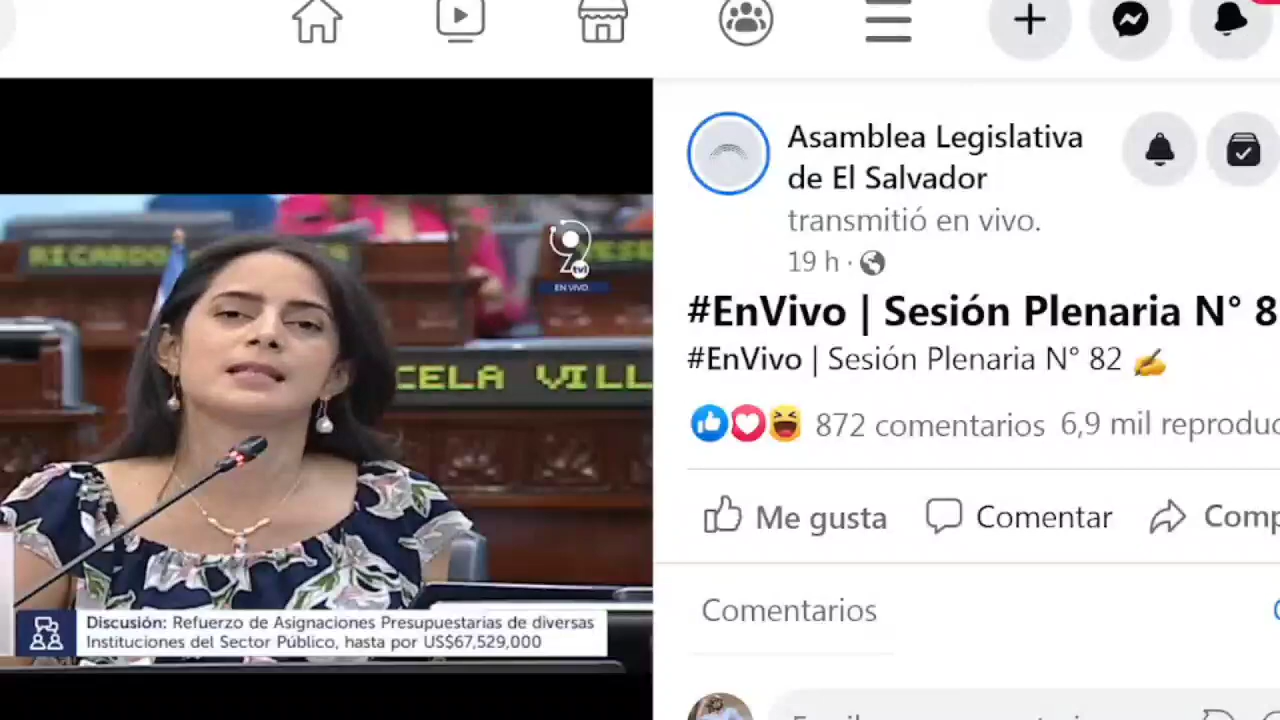 RICARDO
9
tvl
EN VIVO
CELA VILL
Discusión: Refuerzo de Asignaciones Presupuestarias de diversas
Instituciones del Sector Público, hasta por US$67,529,000
Asamblea Legislativa
de El Salvador
transmitió en vivo.
19 h ·
#EnVivo | Sesión Plenaria N° 8
#EnVivo | Sesión Plenaria N° 82
872 comentarios 6,9 mil reproduc
Me gusta Comentar Comp
Comentarios